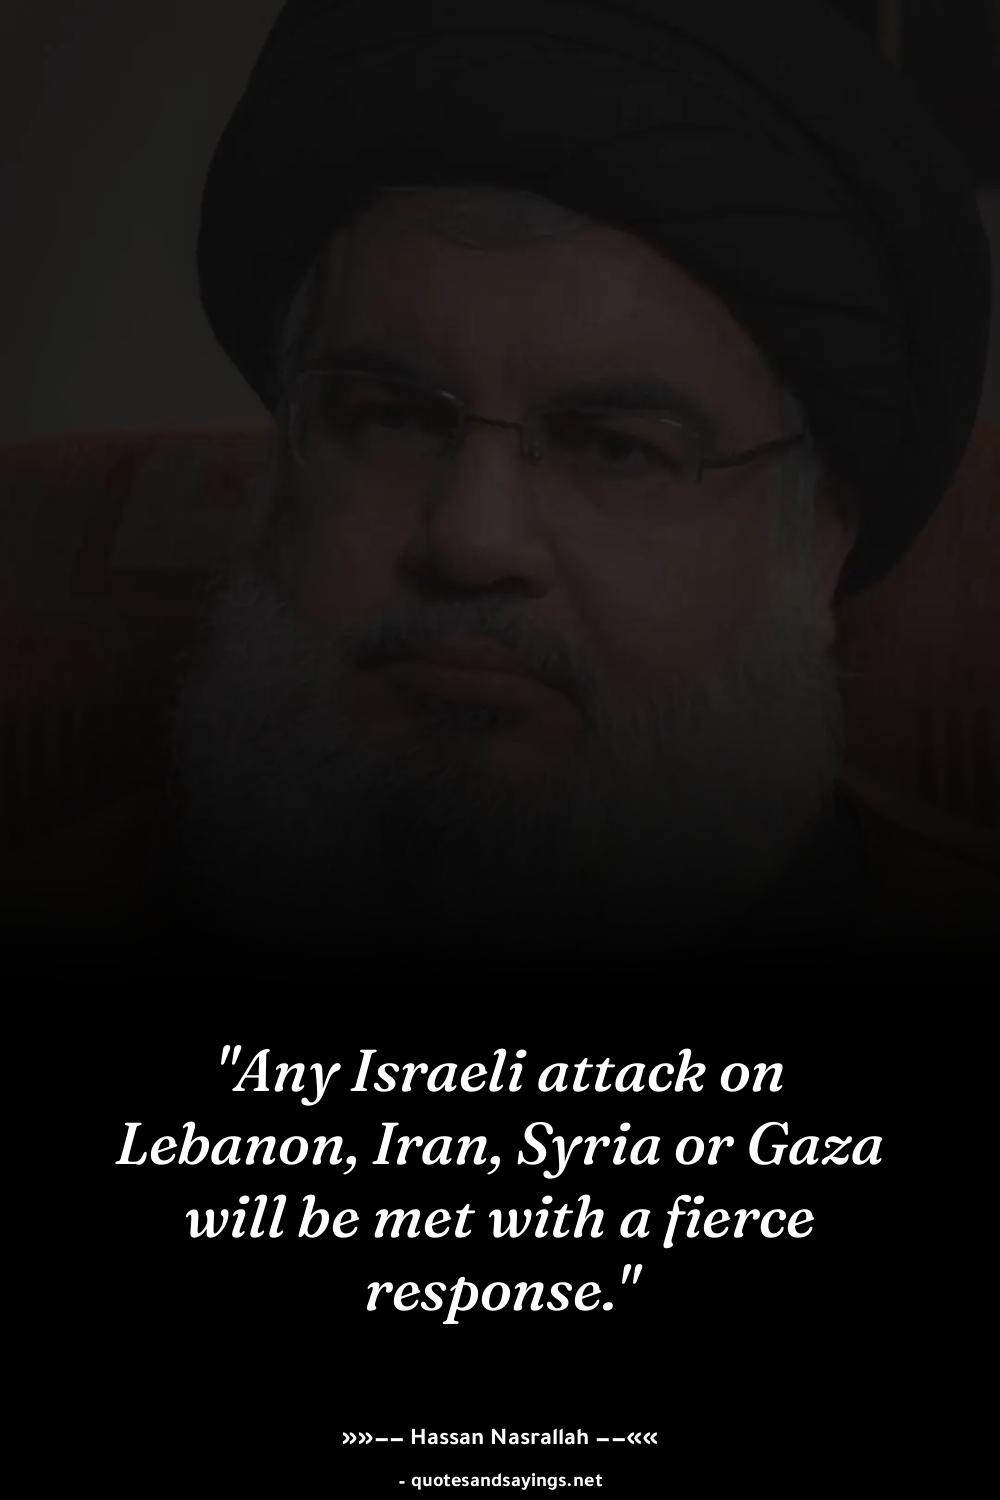 "Any Israeli attack on
Lebanon, Iran, Syria or Gaza
will be met with a fierce
response."
»»−− Hassan Nasrallah −−««
- quotesandsayings.net